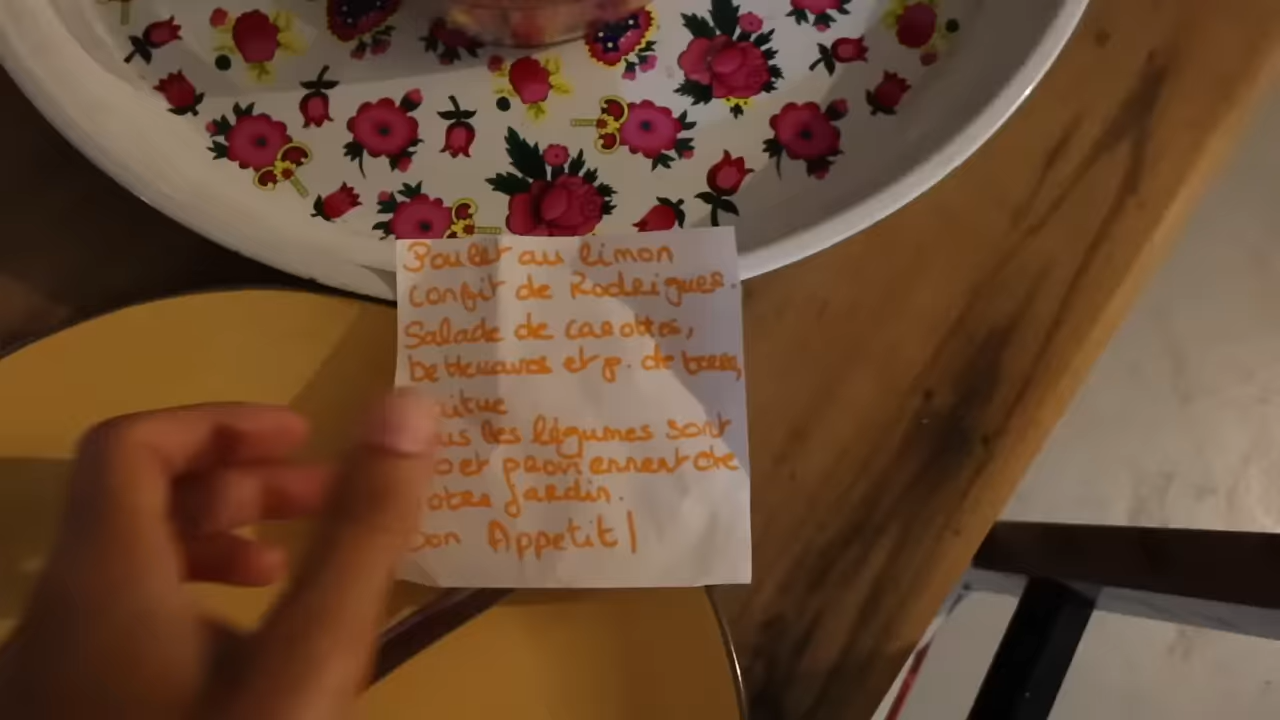 Poulet au limon
confit de Rodrigues.
Salade de carottes,
betteraves et p. de terre,
les légumes sont
et proviennent de
jardin.
Bon Appetit!